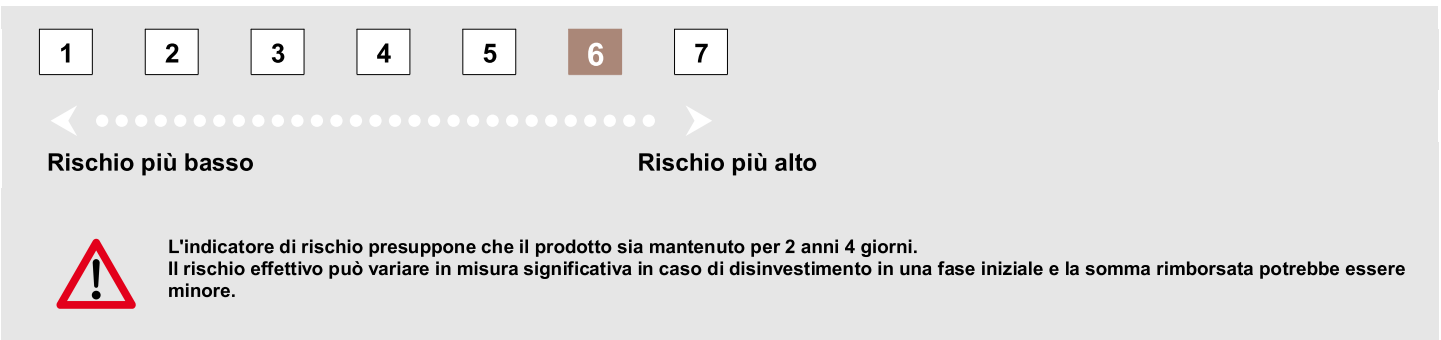 1 2 3 4 5 6 7
Rischio più basso Rischio più alto
L'indicatore di rischio presuppone che il prodotto sia mantenuto per 2 anni 4 giorni.
Il rischio effettivo può variare in misura significativa in caso di disinvestimento in una fase iniziale e la somma rimborsata potrebbe essere
minore.